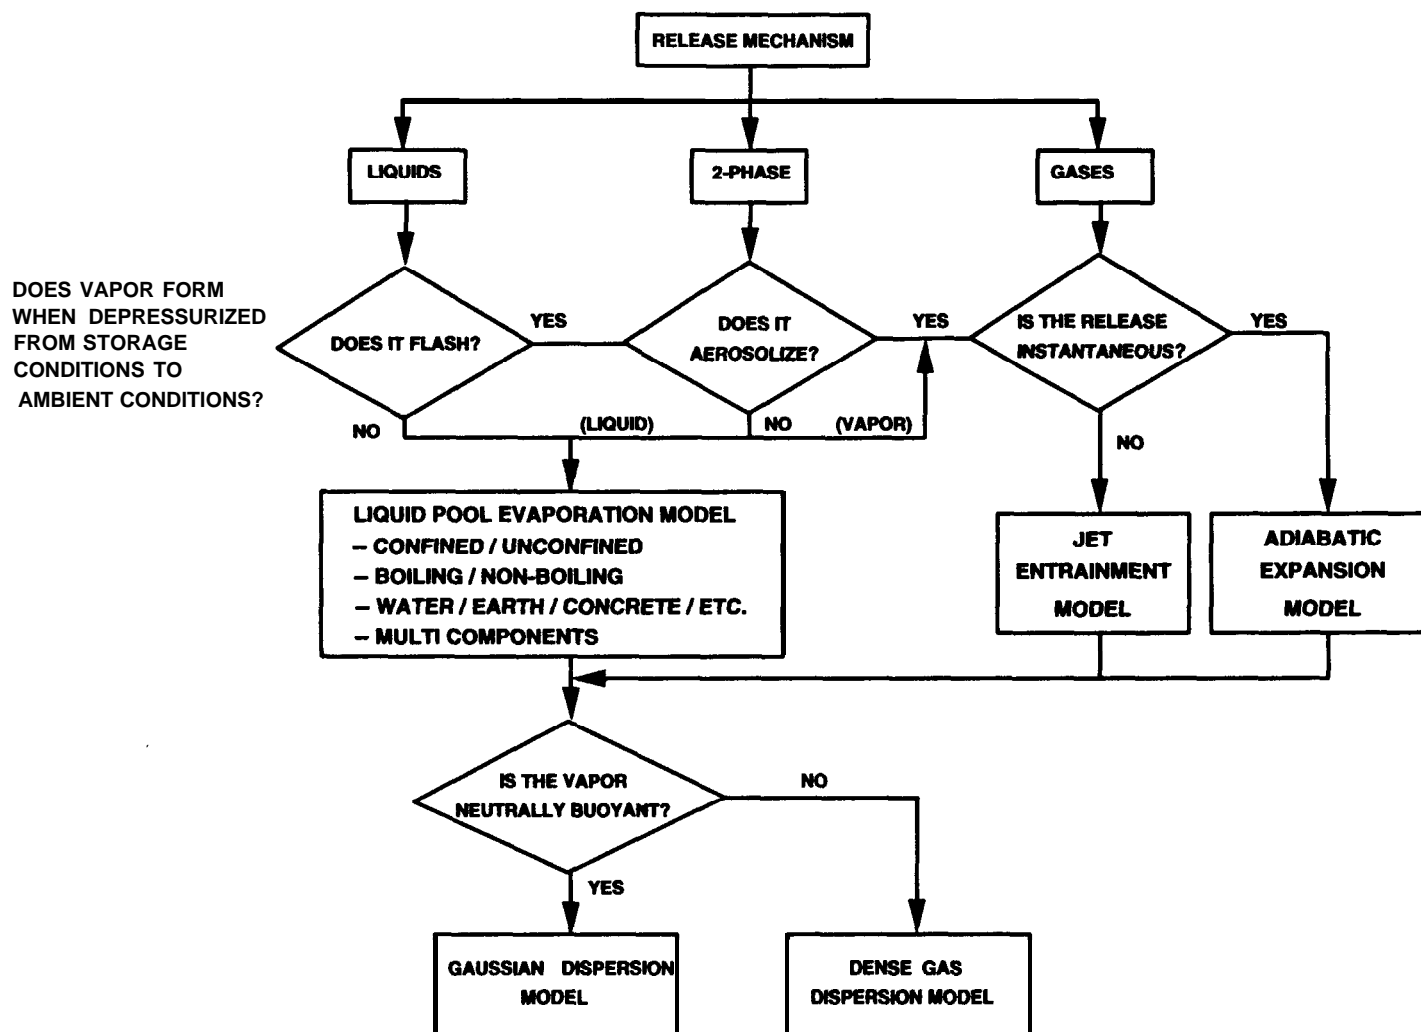 RELEASE MECHANISM
LIQUIDS
2-PHASE
GASES
DOES VAPOR FORM
WHEN DEPRESSURIZED
FROM STORAGE
CONDITIONS TO
AMBIENT CONDITIONS?
DOES IT FLASH?
YES
DOES IT
AEROSOLIZE?
YES
IS THE RELEASE
INSTANTANEOUS?
YES
NO
(LIQUID)
NO
(VAPOR)
NO
LIQUID POOL EVAPORATION MODEL
– CONFINED / UNCONFINED
– BOILING / NON-BOILING
– WATER / EARTH / CONCRETE / ETC.
– MULTI COMPONENTS
JET
ENTRAINMENT
MODEL
ADIABATIC
EXPANSION
MODEL
IS THE VAPOR
NEUTRALLY BUOYANT?
NO
YES
GAUSSIAN DISPERSION
MODEL
DENSE GAS
DISPERSION MODEL